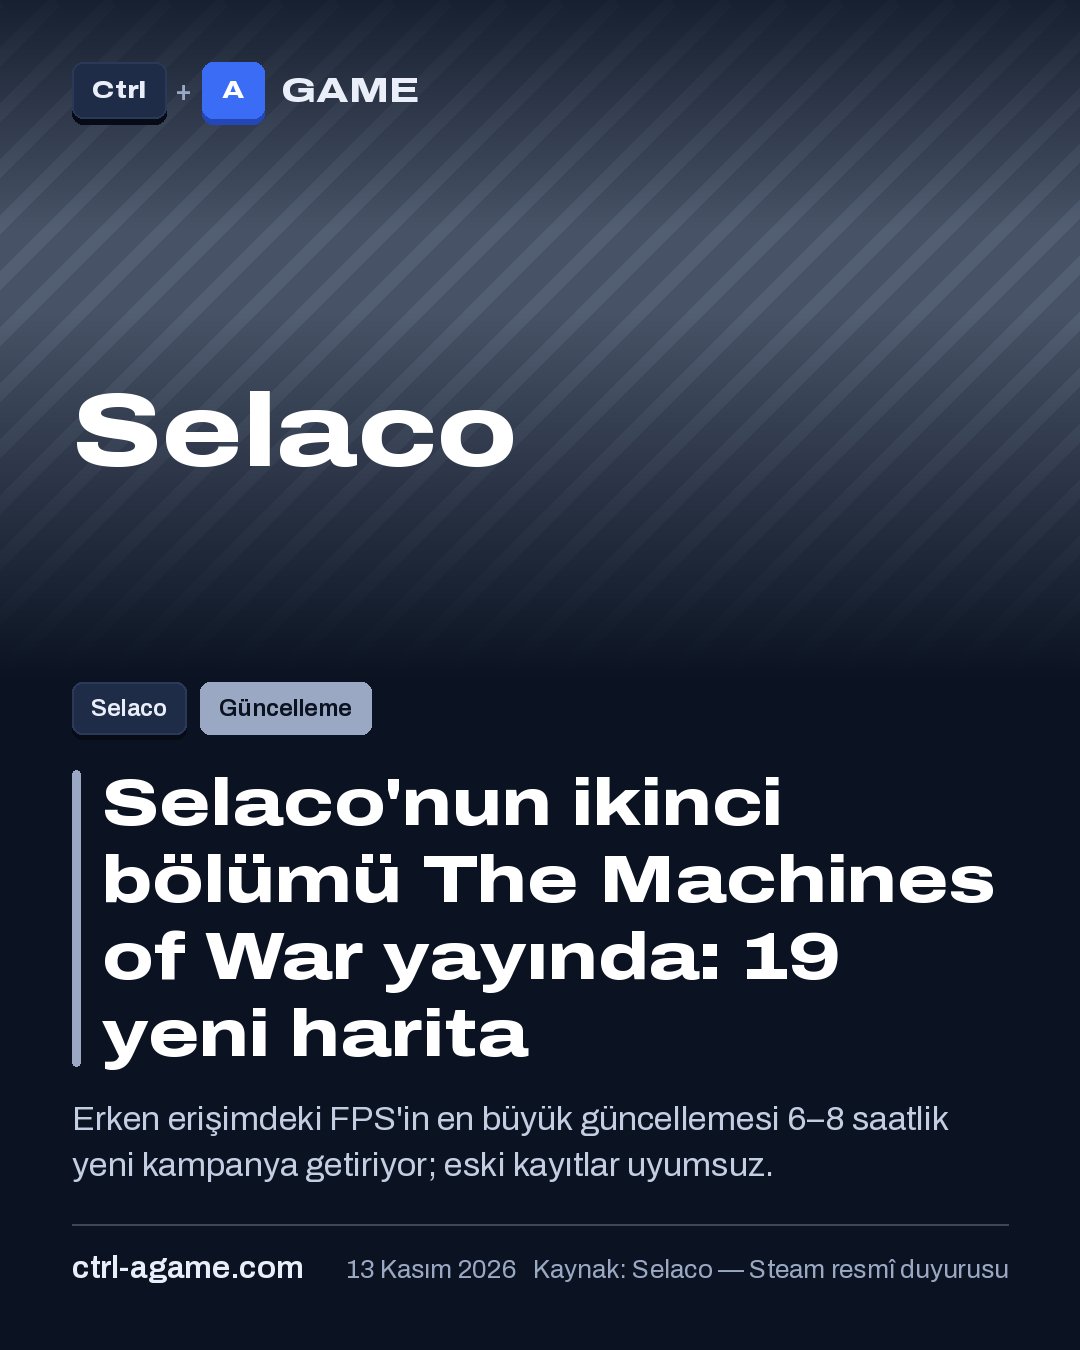 Ctrl + A GAME
Selaco
Selaco Güncelleme
Selaco'nun ikinci
bölümü The Machines
of War yayında: 19
yeni harita
Erken erişimdeki FPS'in en büyük güncellemesi 6–8 saatlik
yeni kampanya getiriyor; eski kayıtlar uyumsuz.
ctrl-agame.com 13 Kasım 2026 Kaynak: Selaco — Steam resmî duyurusu